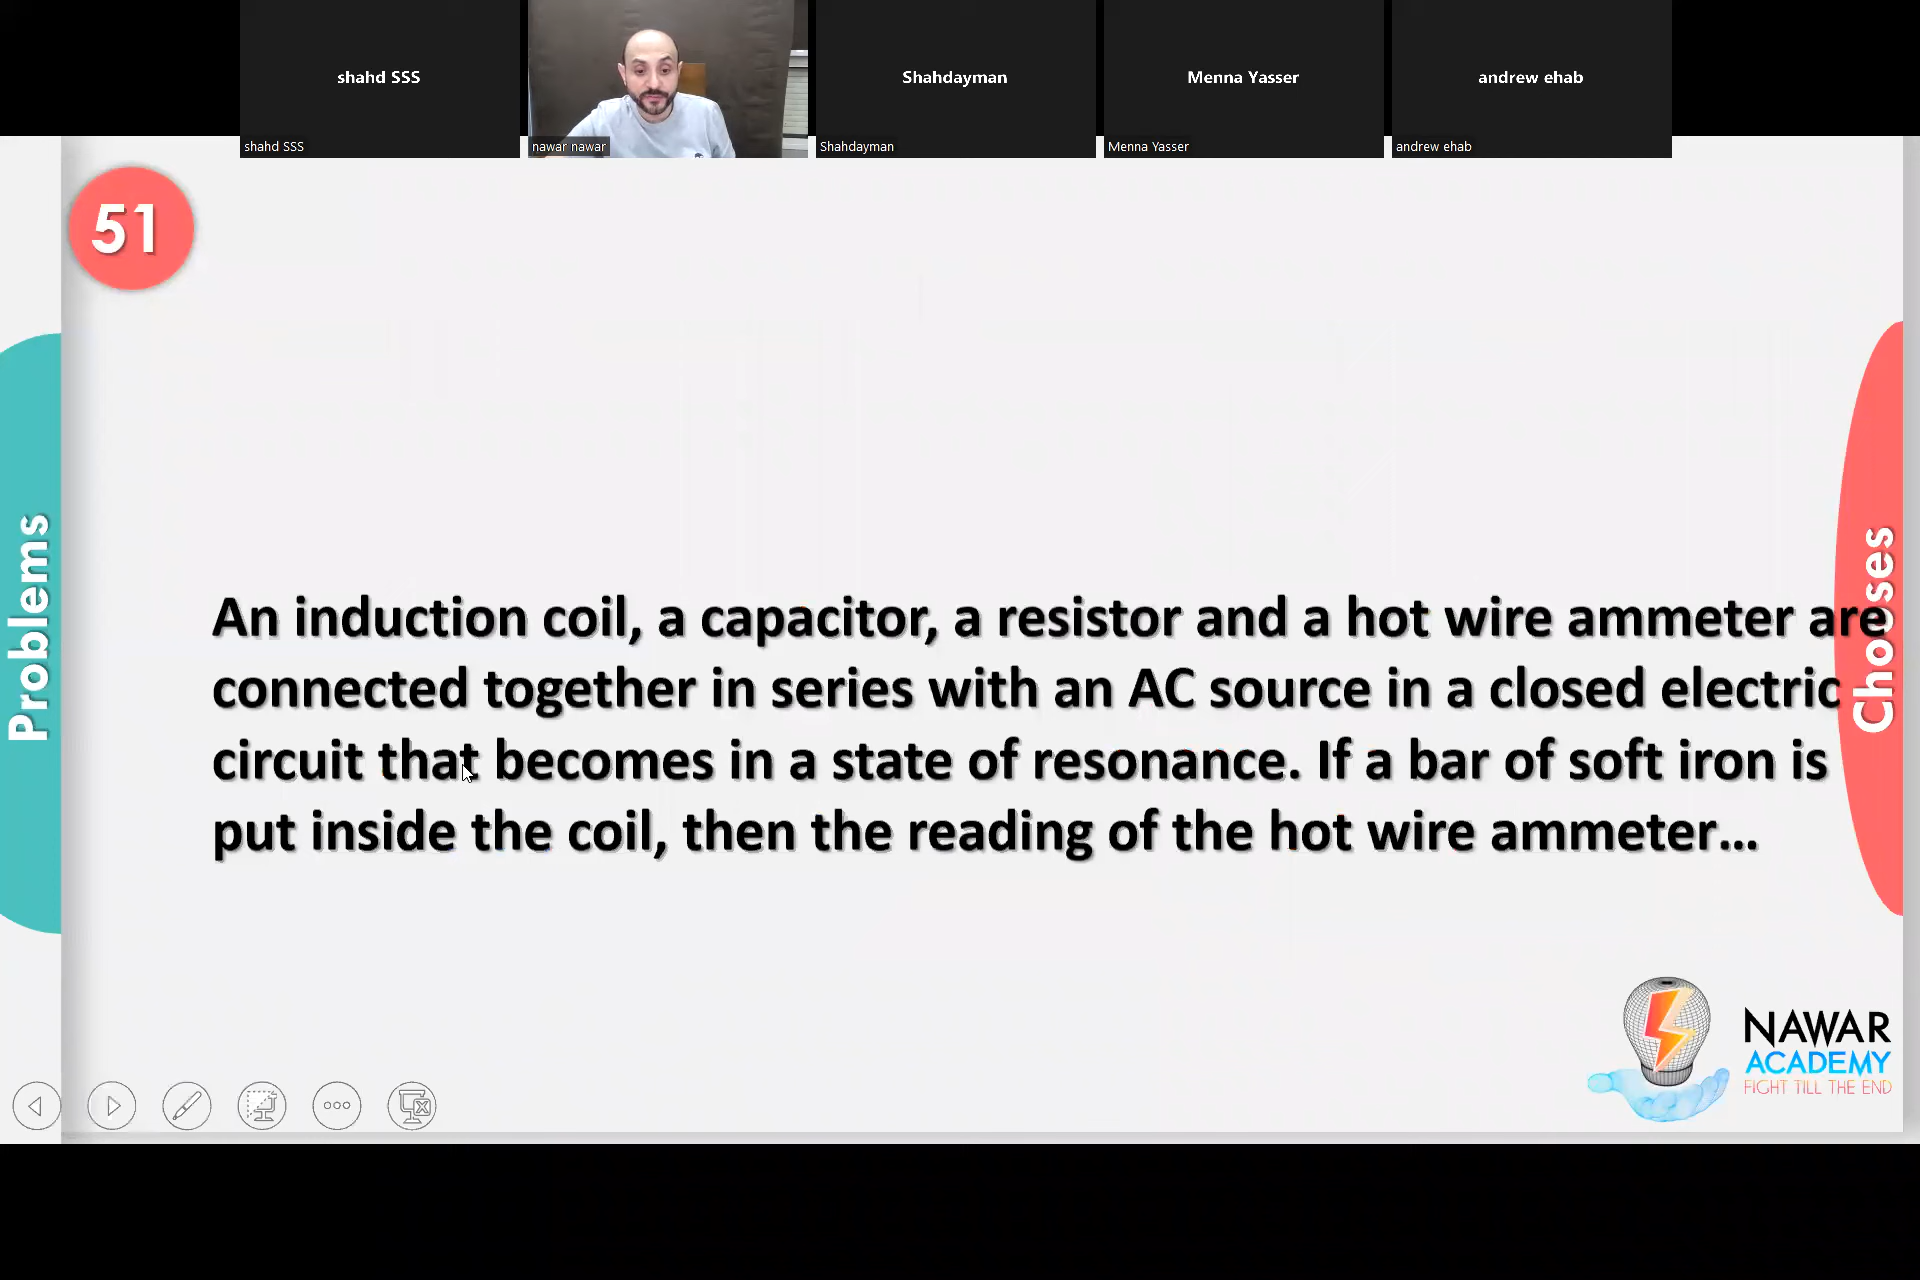 shahd SSS
Shahdayman
Menna Yasser
andrew ehab
shahd SSS
nawar nawar
Shahdayman
Menna Yasser
andrew ehab
51
Problems
Chooses
An induction coil, a capacitor, a resistor and a hot wire ammeter are
connected together in series with an AC source in a closed electric
circuit that becomes in a state of resonance. If a bar of soft iron is
put inside the coil, then the reading of the hot wire ammeter…
NAWAR
ACADEMY
FIGHT TILL THE END